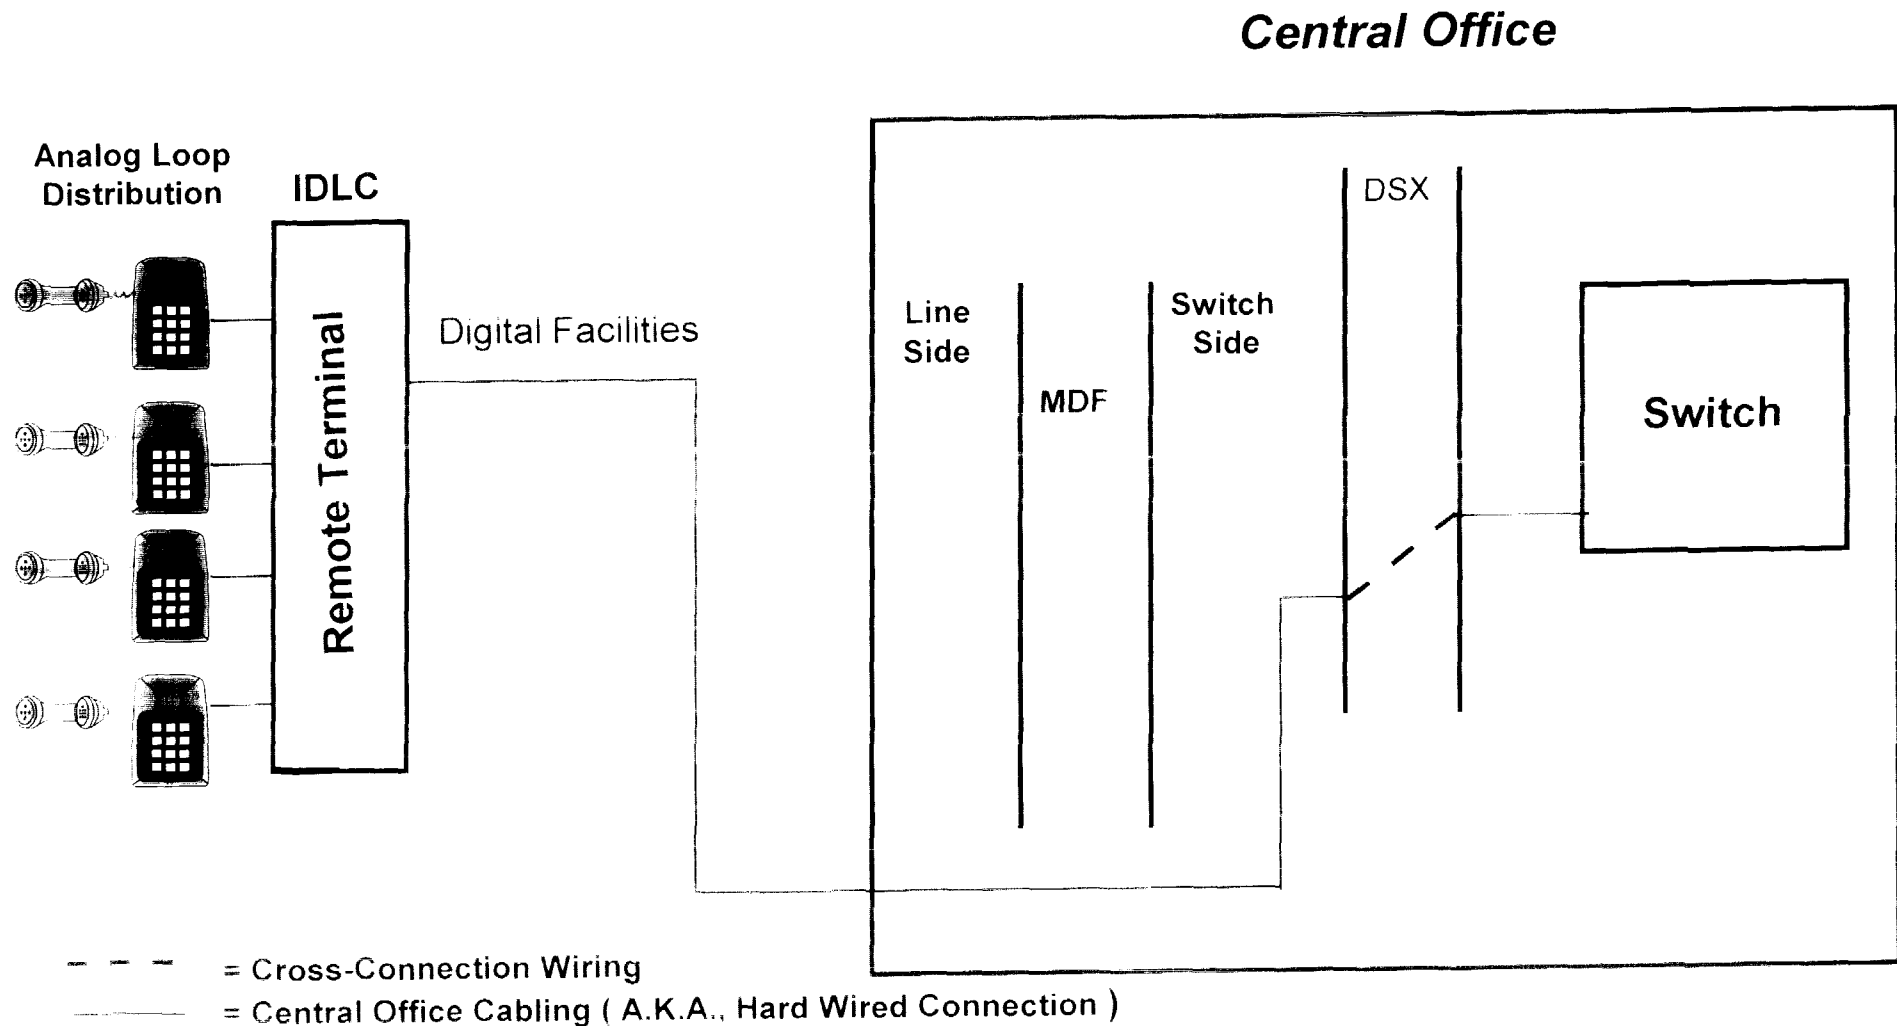 Central Office
Analog Loop
Distribution
IDLC
Remote Terminal
Digital Facilities
Line
Side
MDF
Switch
Side
DSX
Switch
= Cross-Connection Wiring
= Central Office Cabling ( A.K.A., Hard Wired Connection )